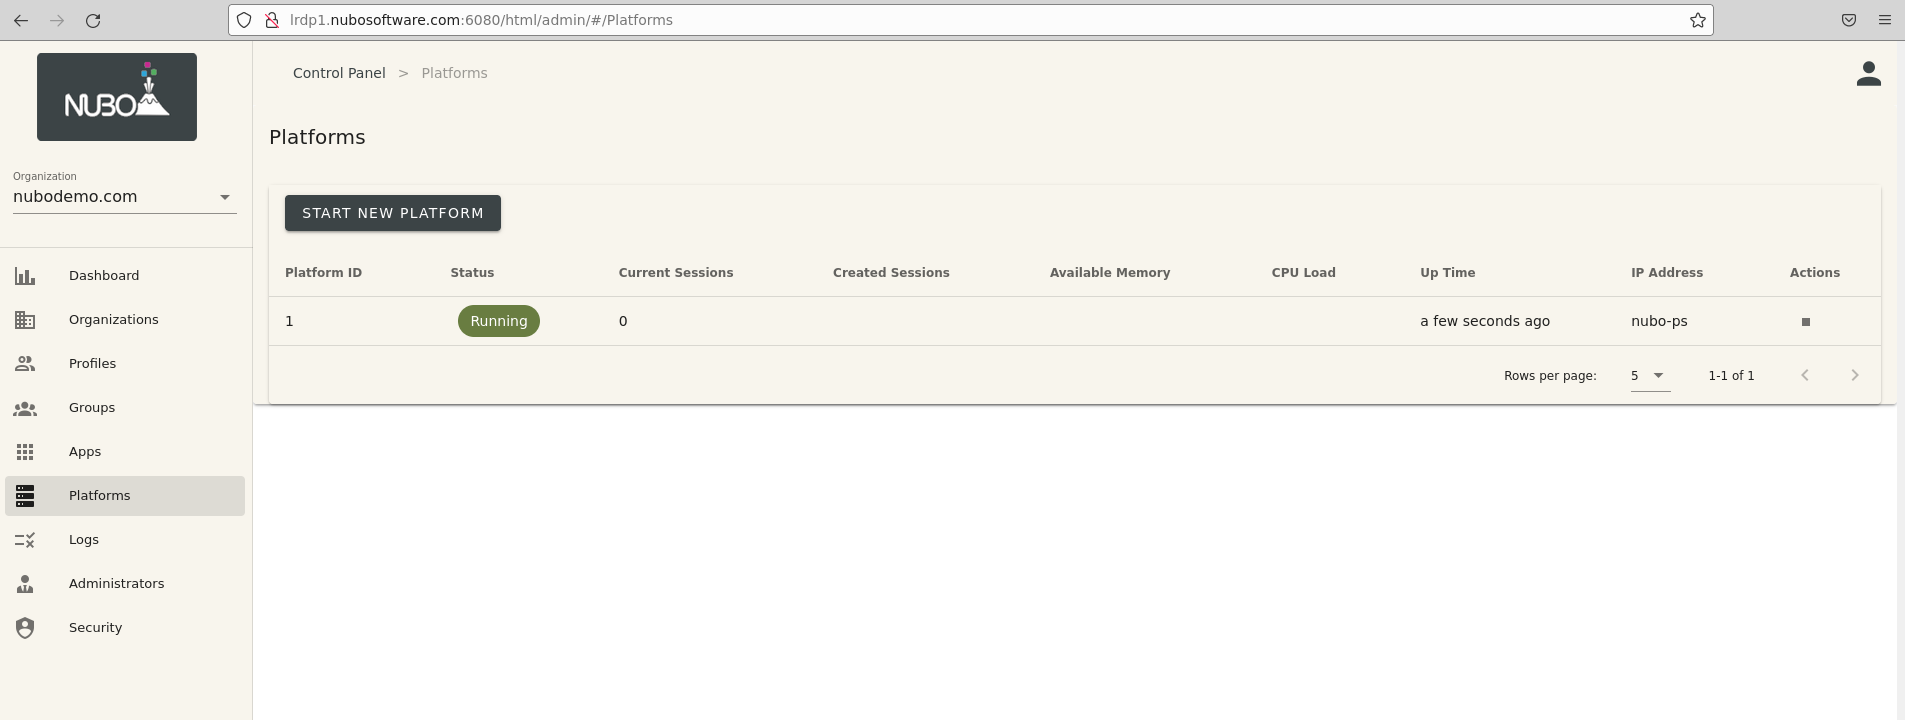 lrdp1.nubosoftware.com:6080/html/admin/#/Platforms
NUBO
Control Panel > Platforms
Platforms
Organization
nubodemo.com
START NEW PLATFORM
Platform ID Status Current Sessions Created Sessions Available Memory CPU Load Up Time IP Address Actions
1 Running 0 a few seconds ago nubo-ps
Rows per page: 5 1-1 of 1
Dashboard
Organizations
Profiles
Groups
Apps
Platforms
Logs
Administrators
Security